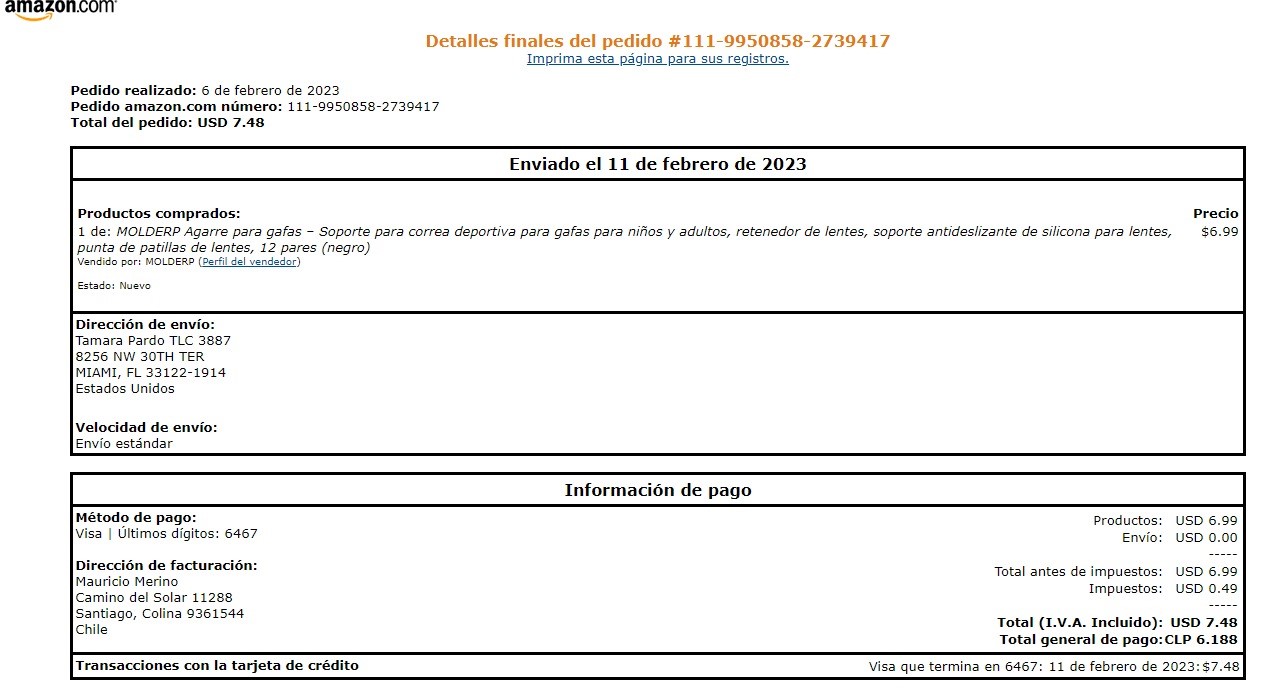 amazon.com
Detalles finales del pedido #111-9950858-2739417
Imprima esta página para sus registros.
Pedido realizado: 6 de febrero de 2023
Pedido amazon.com número: 111-9950858-2739417
Total del pedido: USD 7.48
Enviado el 11 de febrero de 2023
Productos comprados: Precio
1 de: MOLDERP Agarre para gafas – Soporte para correa deportiva para gafas para niños y adultos, retenedor de lentes, soporte antideslizante de silicona para lentes, $6.99
punta de patillas de lentes, 12 pares (negro)
Vendido por: MOLDERP (Perfil del vendedor)
Estado: Nuevo
Dirección de envío:
Tamara Pardo TLC 3887
8256 NW 30TH TER
MIAMI, FL 33122-1914
Estados Unidos
Velocidad de envío:
Envío estándar
Información de pago
Método de pago:
Visa | Últimos dígitos: 6467
Dirección de facturación:
Mauricio Merino
Camino del Solar 11288
Santiago, Colina 9361544
Chile
Productos: USD 6.99
Envío: USD 0.00
-----
Total antes de impuestos: USD 6.99
Impuestos: USD 0.49
-----
Total (I.V.A. Incluido): USD 7.48
Total general de pago: CLP 6.188
Transacciones con la tarjeta de crédito Visa que termina en 6467: 11 de febrero de 2023: $7.48